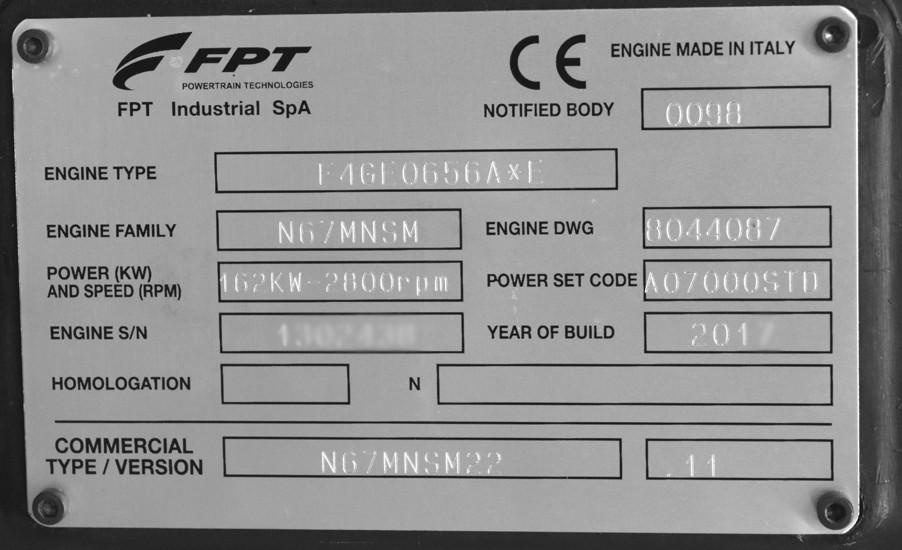 FPT
POWERTRAIN TECHNOLOGIES
FPT Industrial SpA
CE ENGINE MADE IN ITALY
NOTIFIED BODY 0098
ENGINE TYPE F4GE0656A*E
ENGINE FAMILY N67MNSM ENGINE DWG 8044087
POWER (KW)
AND SPEED (RPM) 162KW-2800rpm POWER SET CODE A07000STD
ENGINE S/N YEAR OF BUILD 2017
HOMOLOGATION N
COMMERCIAL
TYPE / VERSION N67MNSM22 .11